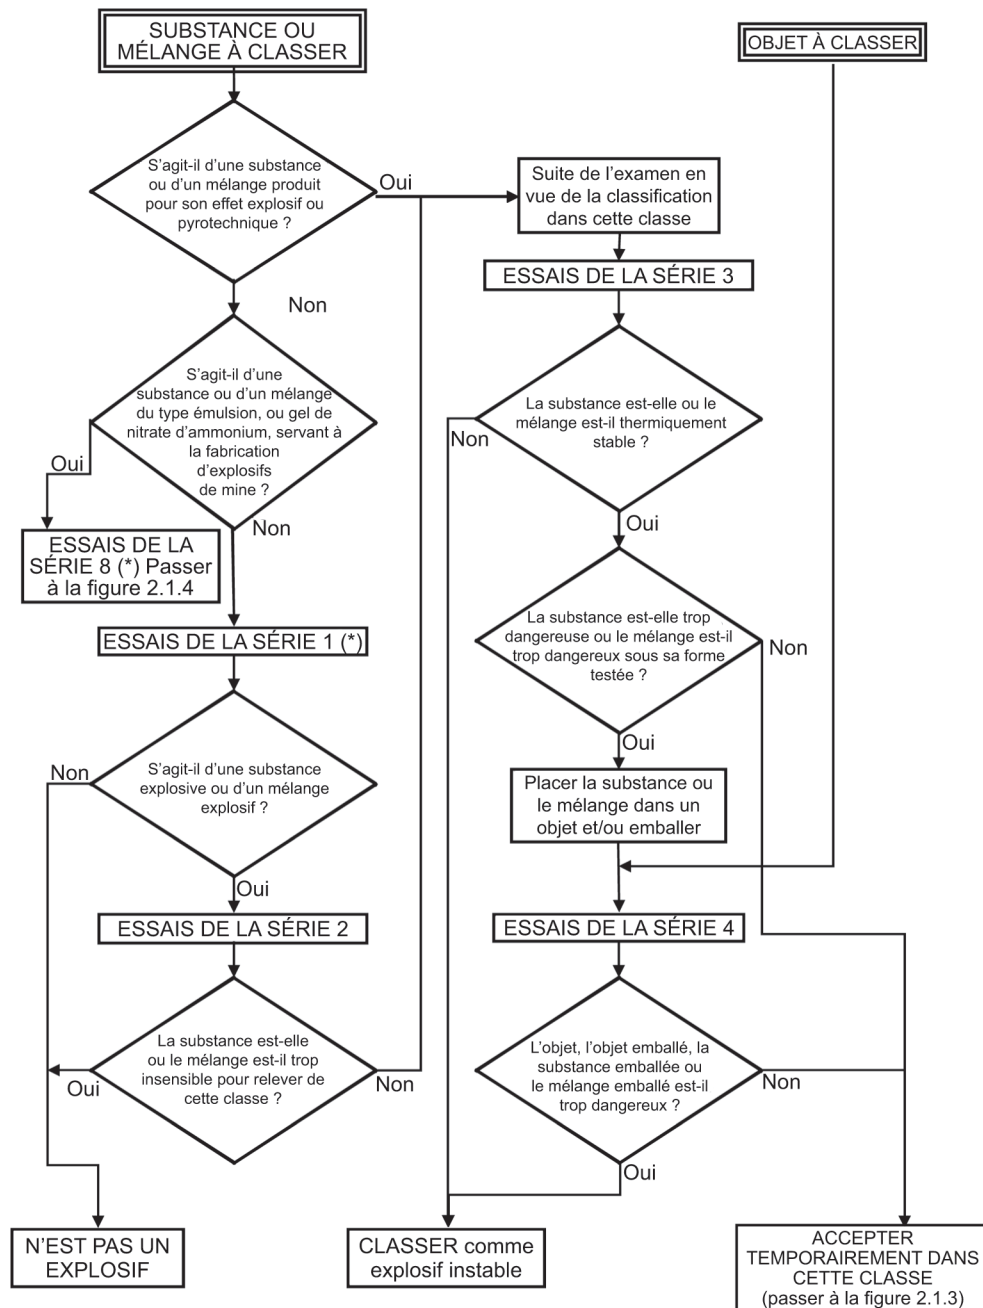 SUBSTANCE OU
MÉLANGE À CLASSER
OBJET À CLASSER
S’agit-il d’une substance
ou d’un mélange produit
pour son effet explosif ou
pyrotechnique ?
Oui
Suite de l’examen en
vue de la classification
dans cette classe
ESSAIS DE LA SÉRIE 3
Non
S’agit-il d’une
substance ou d’un mélange
du type émulsion, ou gel de
nitrate d’ammonium, servant à
la fabrication
d’explosifs
de mine ?
Oui
Non
ESSAIS DE LA
SÉRIE 8 (*) Passer
à la figure 2.1.4
La substance est-elle ou le
mélange est-il thermiquement
stable ?
Non
Oui
ESSAIS DE LA SÉRIE 1 (*)
La substance est-elle trop
dangereuse ou le mélange est-il
trop dangereux sous sa forme
testée ?
Non
Oui
S’agit-il d’une substance
explosive ou d’un mélange
explosif ?
Non
Oui
Placer la substance ou
le mélange dans un
objet et/ou emballer
ESSAIS DE LA SÉRIE 2
ESSAIS DE LA SÉRIE 4
La substance est-elle
ou le mélange est-il trop
insensible pour relever de
cette classe ?
Oui
Non
L’objet, l’objet emballé, la
substance emballée ou
le mélange emballé est-il
trop dangereux ?
Non
Oui
N’EST PAS UN
EXPLOSIF
CLASSER comme
explosif instable
ACCEPTER
TEMPORAIREMENT DANS
CETTE CLASSE
(passer à la figure 2.1.3)